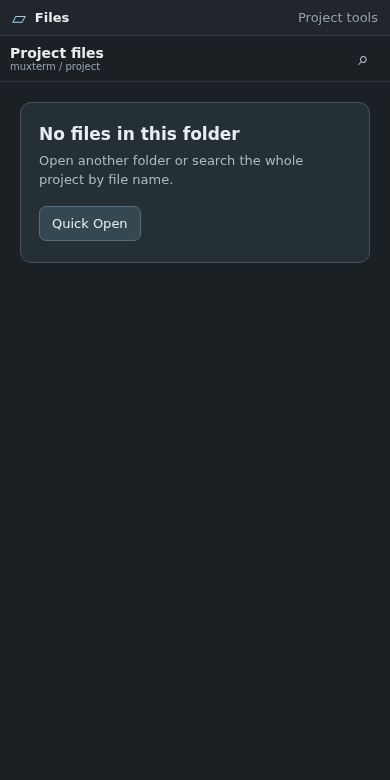 Files
Project tools
Project files
muxterm / project
No files in this folder
Open another folder or search the whole
project by file name.
Quick Open